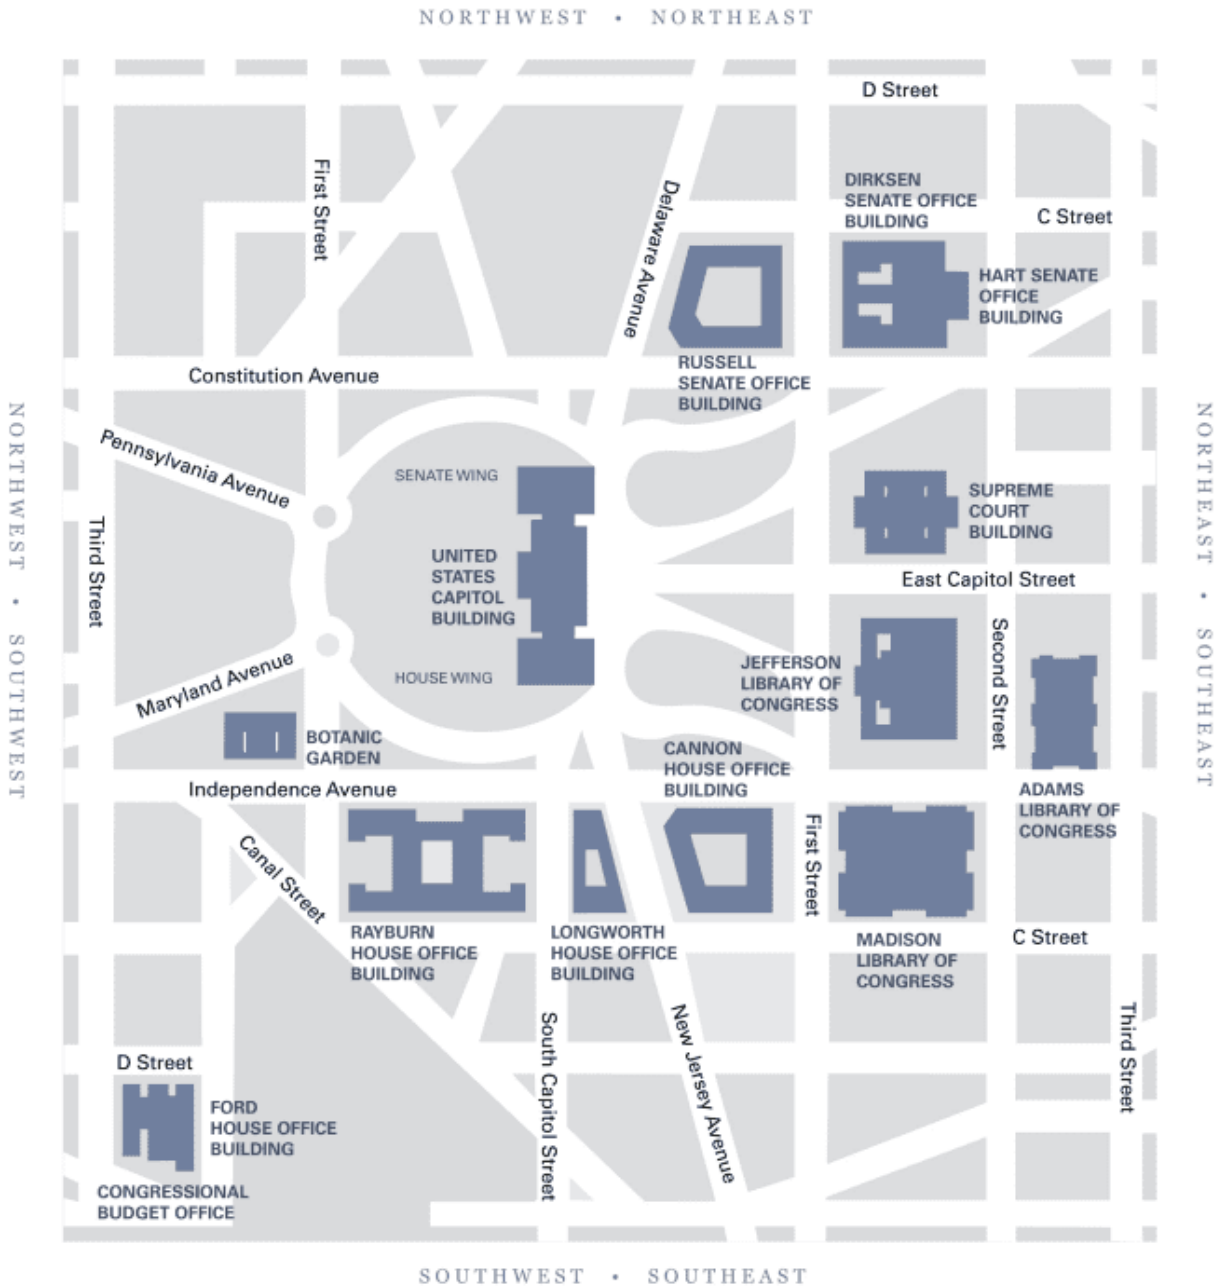 NORTHWEST • NORTHEAST
D Street
First Street
Delaware Avenue
DIRKSEN
SENATE OFFICE
BUILDING
C Street
HART SENATE
OFFICE
BUILDING
RUSSELL
SENATE OFFICE
BUILDING
Constitution Avenue
NORTHWEST • SOUTHWEST
NORTHEAST • SOUTHEAST
Pennsylvania Avenue
SENATE WING
SUPREME
COURT
BUILDING
Third Street
UNITED
STATES
CAPITOL
BUILDING
East Capitol Street
Second Street
JEFFERSON
LIBRARY OF
CONGRESS
HOUSE WING
Maryland Avenue
BOTANIC
GARDEN
CANNON
HOUSE OFFICE
BUILDING
Independence Avenue
ADAMS
LIBRARY OF
CONGRESS
First Street
Canal Street
RAYBURN
HOUSE OFFICE
BUILDING
LONGWORTH
HOUSE OFFICE
BUILDING
MADISON
LIBRARY OF
CONGRESS
C Street
South Capitol Street
New Jersey Avenue
Third Street
D Street
FORD
HOUSE OFFICE
BUILDING
CONGRESSIONAL
BUDGET OFFICE
SOUTHWEST • SOUTHEAST